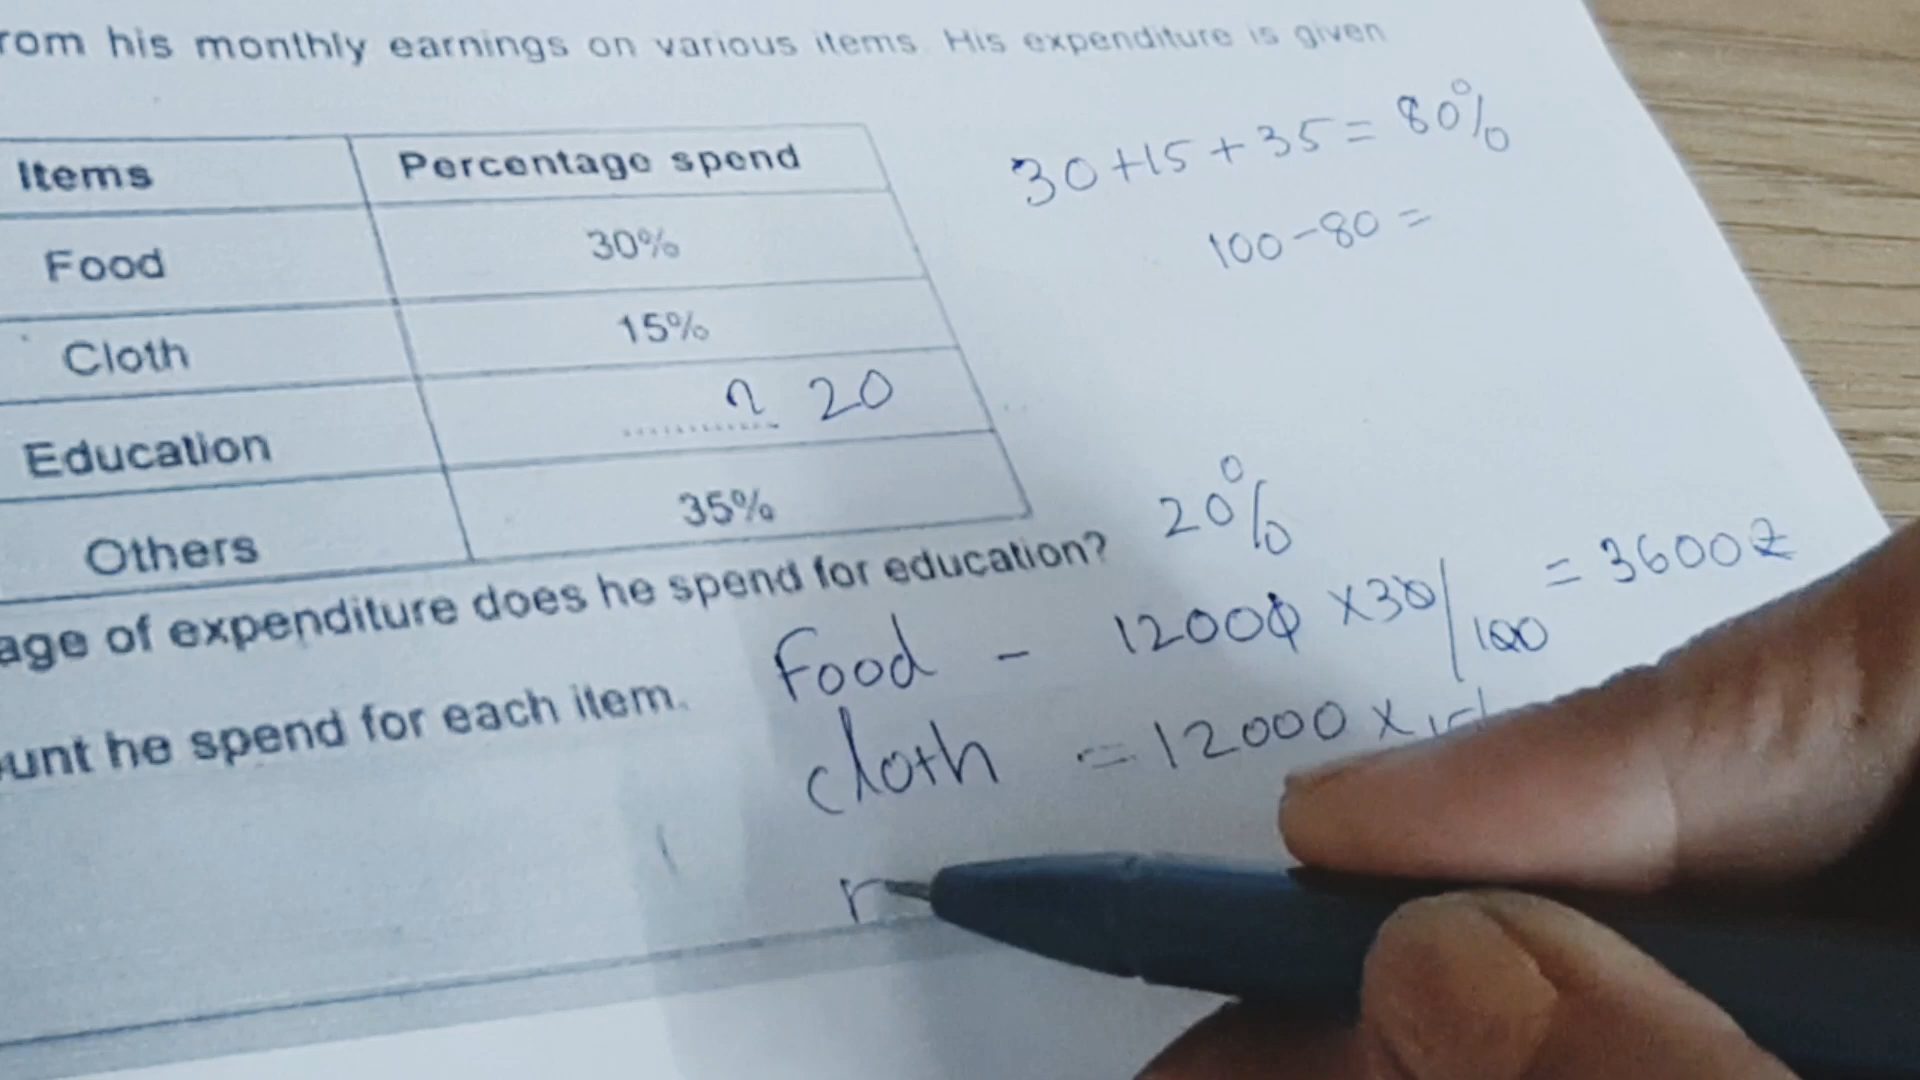 rom his monthly earnings on various items. His expenditure is given
Items Percentage spend
Food 30%
Cloth 15%
Education ............ 20
Others 35%
30+15+35=80%
100-80=
age of expenditure does he spend for education? 20%
unt he spend for each item.
Food - 12000 x30/100 = 3600
cloth = 12000 x